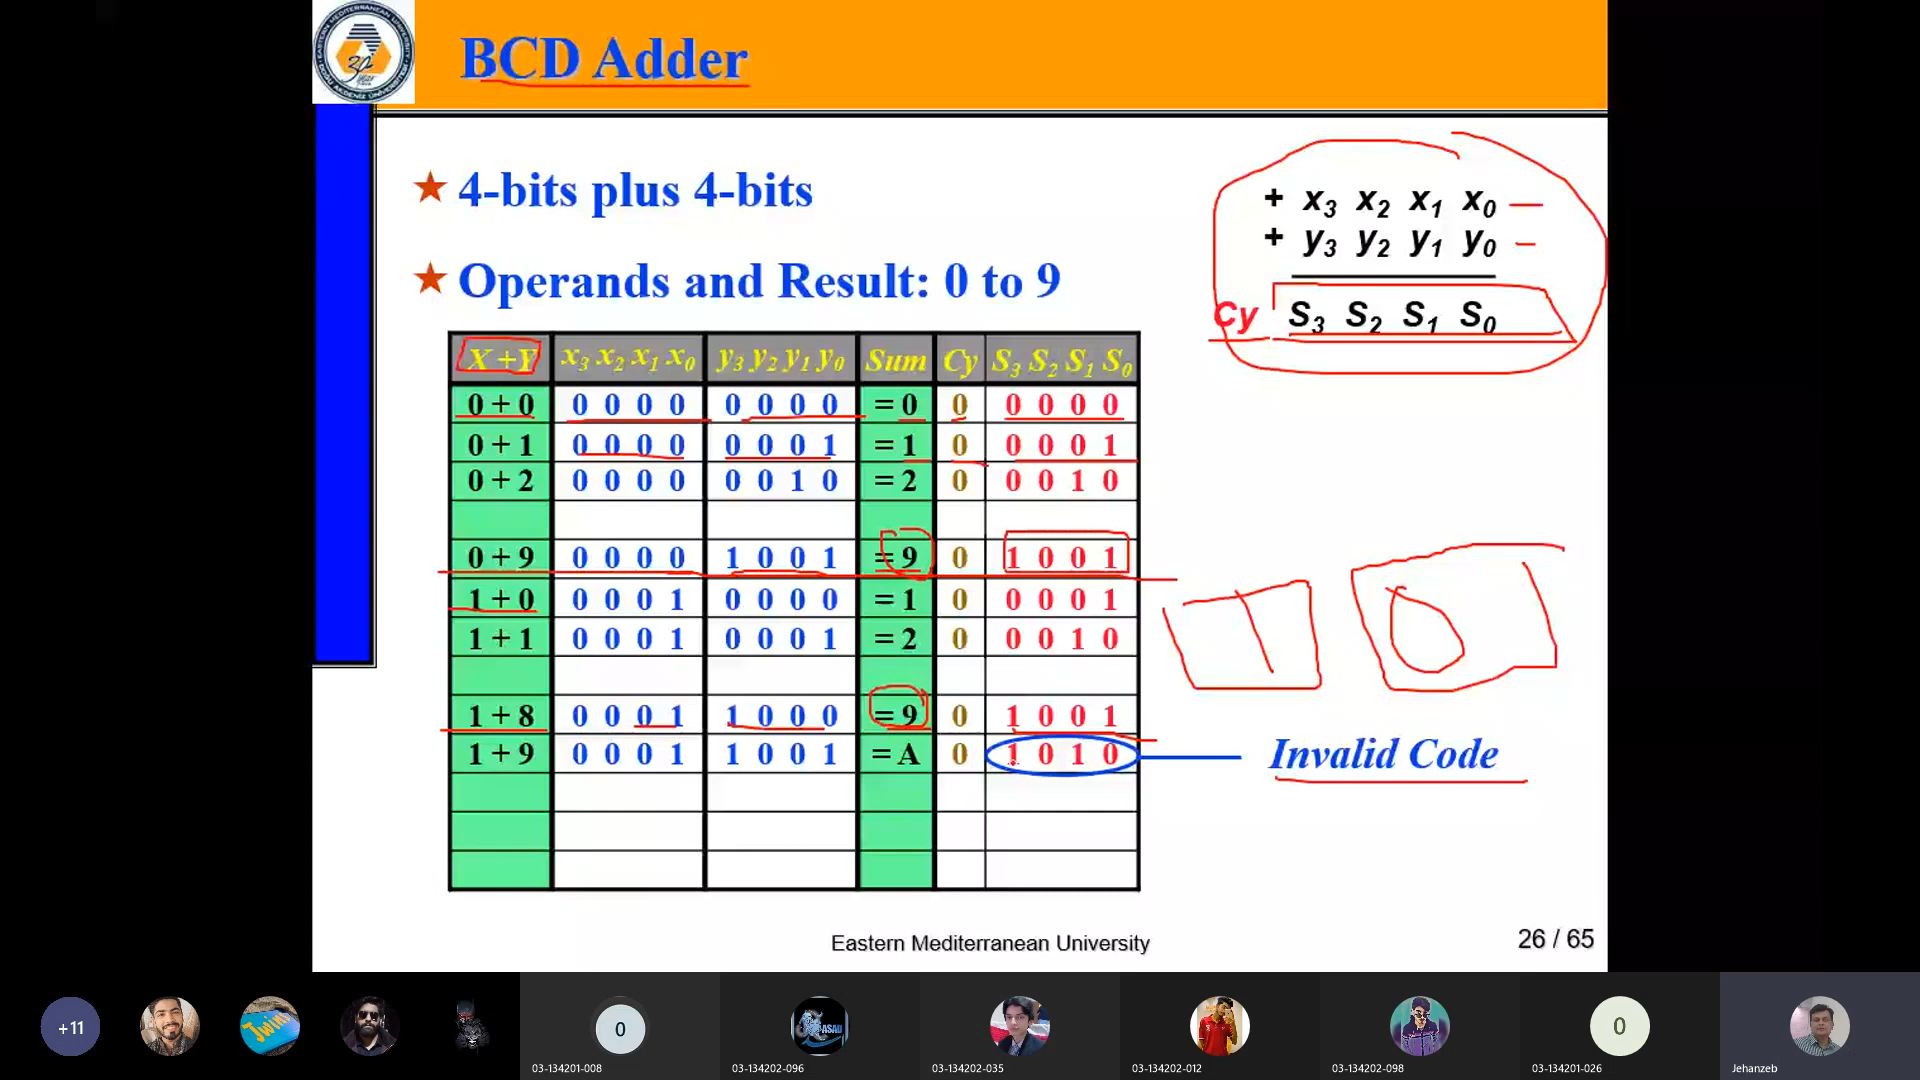 BCD Adder
★ 4-bits plus 4-bits
★ Operands and Result: 0 to 9
+ x3 x2 x1 x0
+ y3 y2 y1 y0
Cy S3 S2 S1 S0
X + Y x3 x2 x1 x0 y3 y2 y1 y0 Sum Cy S3 S2 S1 S0
0 + 0 0 0 0 0 0 0 0 0 = 0 0 0 0 0 0
0 + 1 0 0 0 0 0 0 0 1 = 1 0 0 0 0 1
0 + 2 0 0 0 0 0 0 1 0 = 2 0 0 0 1 0
0 + 9 0 0 0 0 1 0 0 1 = 9 0 1 0 0 1
1 + 0 0 0 0 1 0 0 0 0 = 1 0 0 0 0 1
1 + 1 0 0 0 1 0 0 0 1 = 2 0 0 0 1 0
1 0
1 + 8 0 0 0 1 1 0 0 0 = 9 0 1 0 0 1
1 + 9 0 0 0 1 1 0 0 1 = A 0 1 0 1 0 Invalid Code
Eastern Mediterranean University
26 / 65
+11
Twins
0
ASAD
0
03-134201-008
03-134202-096
03-134202-035
03-134202-012
03-134202-098
03-134201-026
Jehanzeb